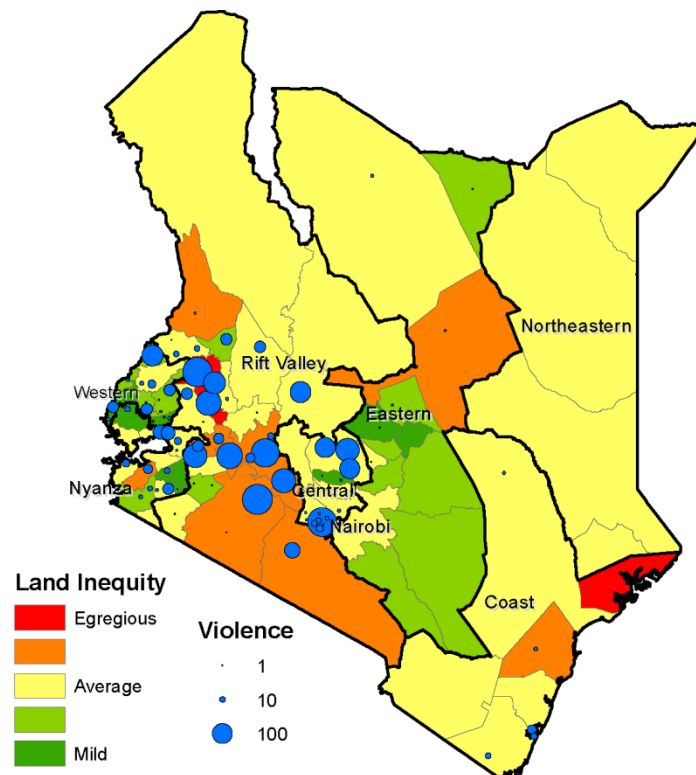 Northeastern
Rift Valley
Western
Eastern
Nyanza
Central
Nairobi
Coast
Land Inequity
Egregious
Average
Mild
Violence
1
10
100